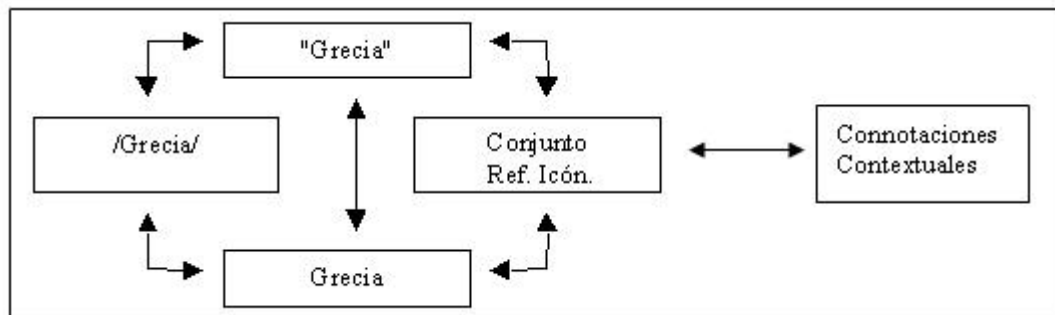 "Grecia"
/Grecia/
Conjunto
Ref. Icón.
Connotaciones
Contextuales
Grecia